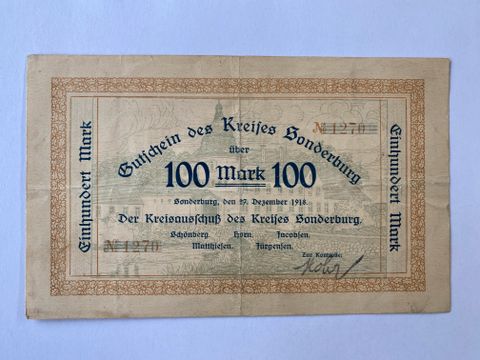 Gutschein des Kreises Sonderburg
№ 1270
über
100 Mark 100
Sonderburg, den 27. Dezember 1918.
Der Kreisausschuß des Kreises Sonderburg.
Schönberg. Horn. Jacobsen.
Matthiesen. Jürgensen.
№ 1270
Zur Kontrolle:
Einhundert Mark
Einhundert Mark